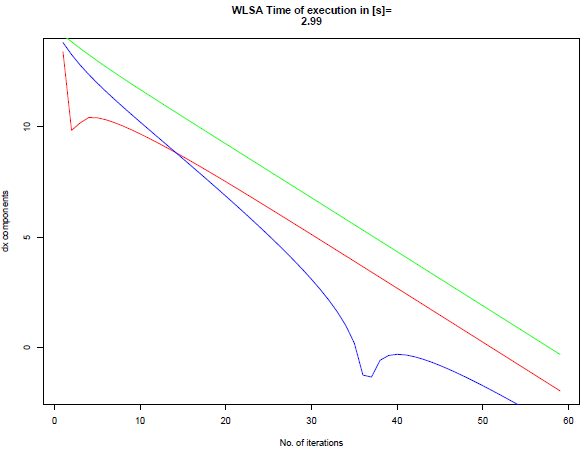 WLSA Time of execution in [s]=
2.99
dx components
10
5
0
0 10 20 30 40 50 60
No. of iterations